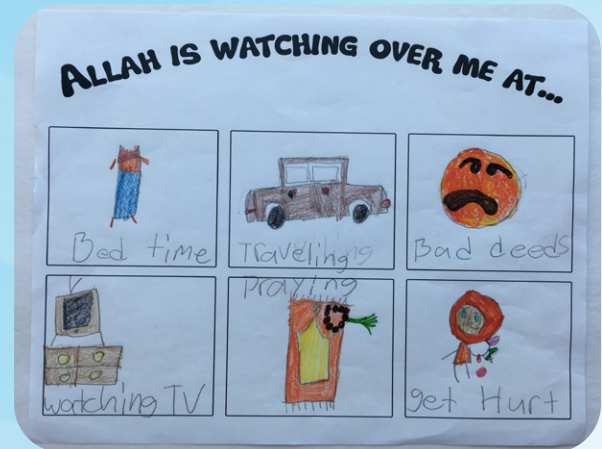 ALLAH IS WATCHING OVER ME AT...
Bed time
Traveling
Bad deeds
watching TV
praying
get Hurt